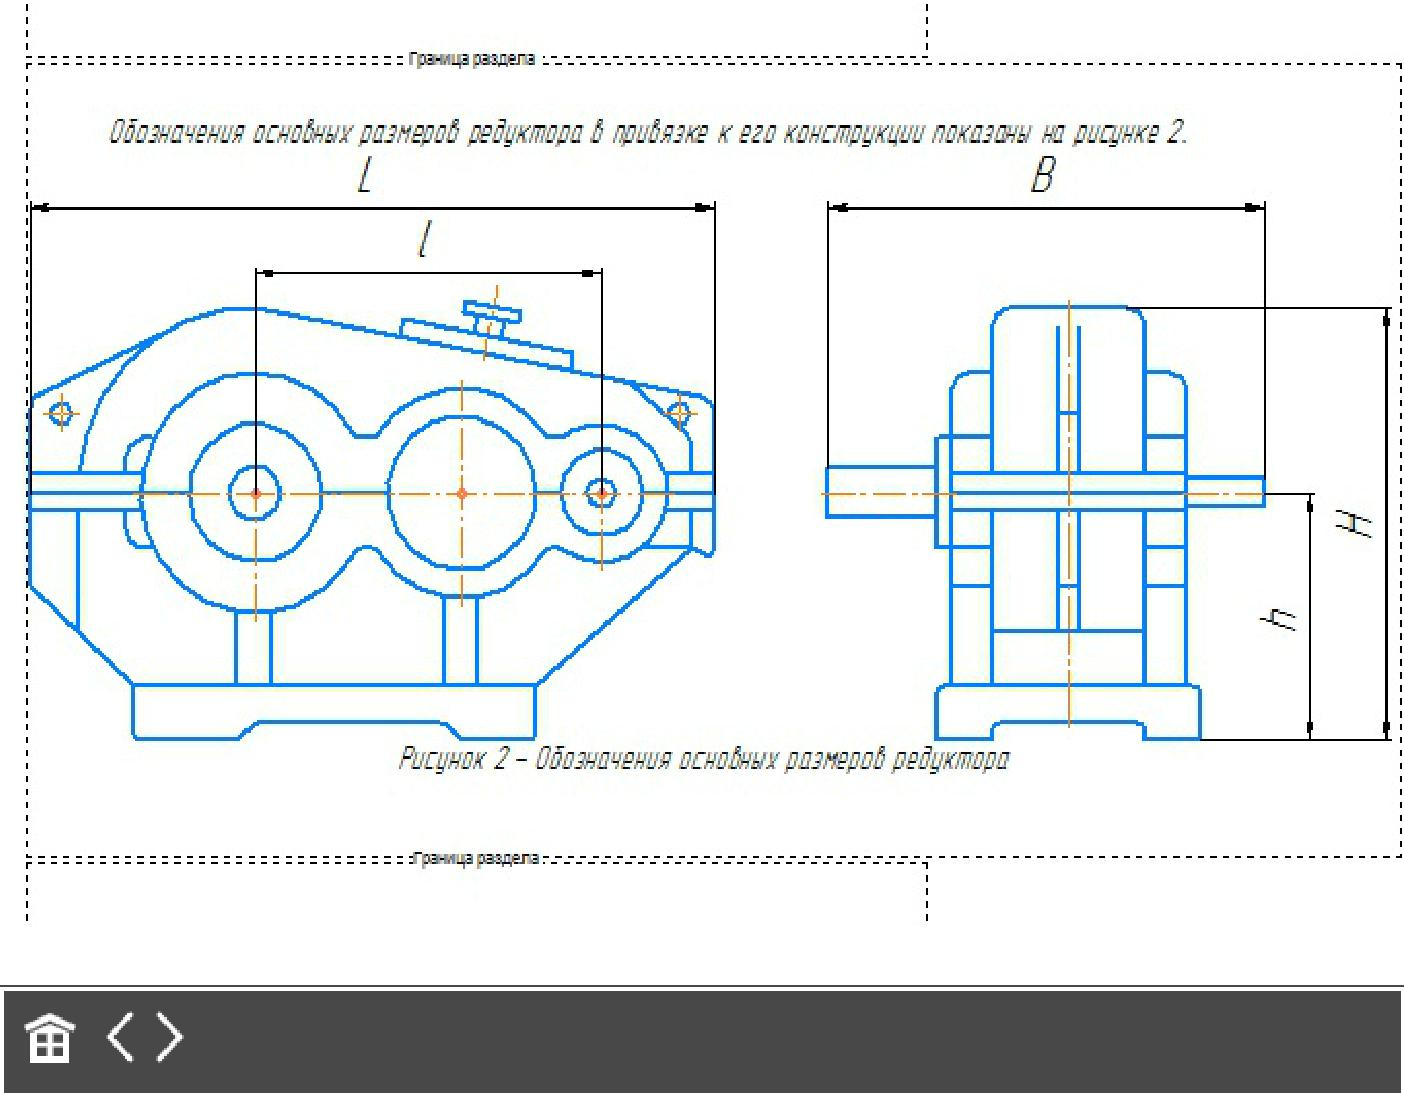 Граница раздела
Обозначения основных размеров редуктора в привязке к его конструкции показаны на рисунке 2.
L
B
l
H
h
Рисунок 2 – Обозначения основных размеров редуктора
Граница раздела